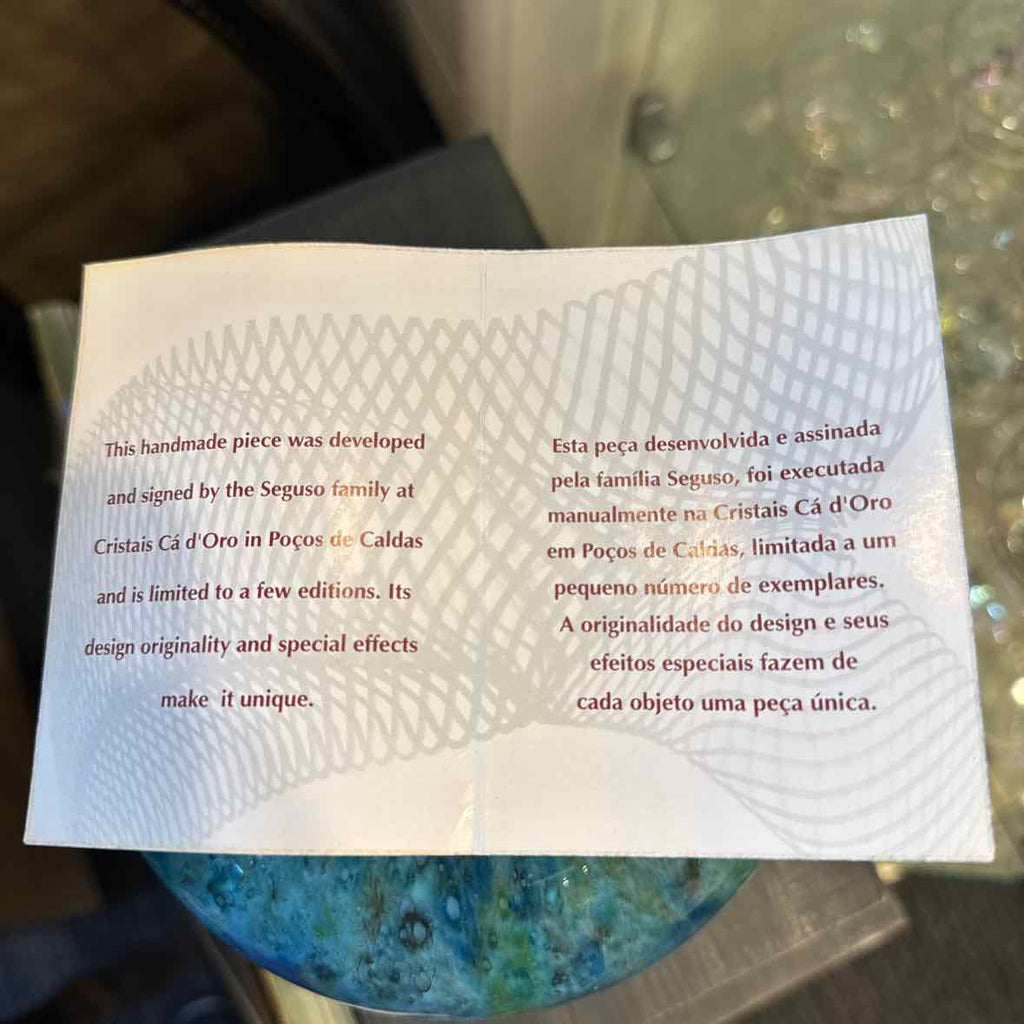 This handmade piece was developed
and signed by the Seguso family at
Cristais Cá d'Oro in Poços de Caldas
and is limited to a few editions. Its
design originality and special effects
make it unique.
Esta peça desenvolvida e assinada
pela família Seguso, foi executada
manualmente na Cristais Cá d'Oro
em Poços de Caldas, limitada a um
pequeno número de exemplares.
A originalidade do design e seus
efeitos especiais fazem de
cada objeto uma peça única.